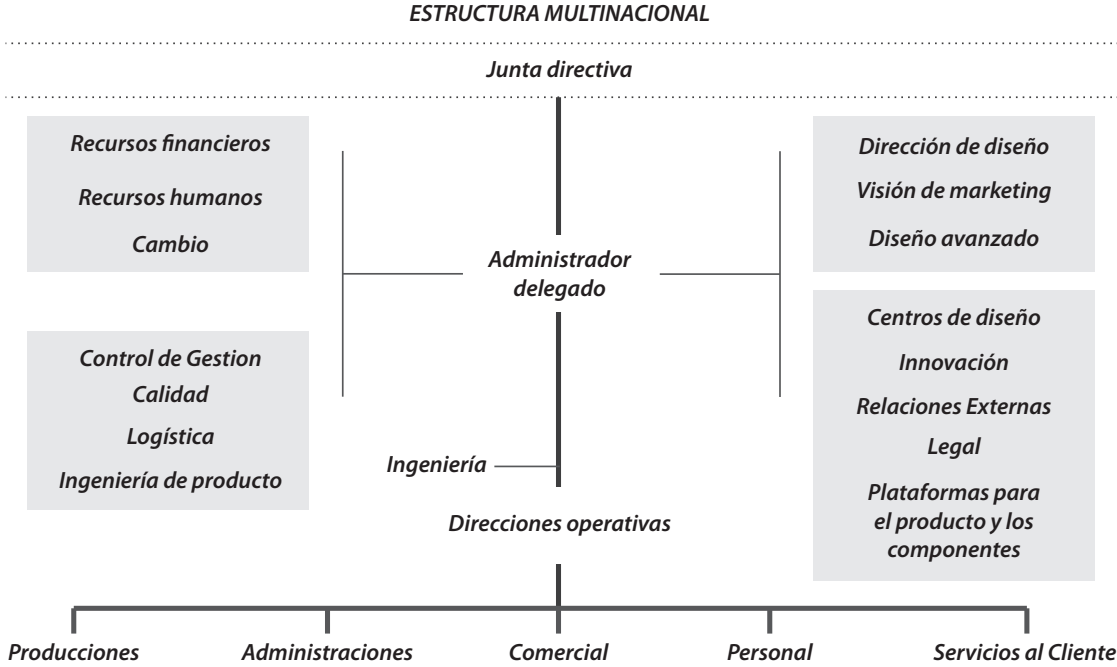 ESTRUCTURA MULTINACIONAL
Junta directiva
Recursos financieros
Recursos humanos
Cambio
Dirección de diseño
Visión de marketing
Diseño avanzado
Administrador
delegado
Control de Gestion
Calidad
Logística
Ingeniería de producto
Centros de diseño
Innovación
Relaciones Externas
Legal
Plataformas para
el producto y los
componentes
Ingeniería
Direcciones operativas
Producciones
Administraciones
Comercial
Personal
Servicios al Cliente